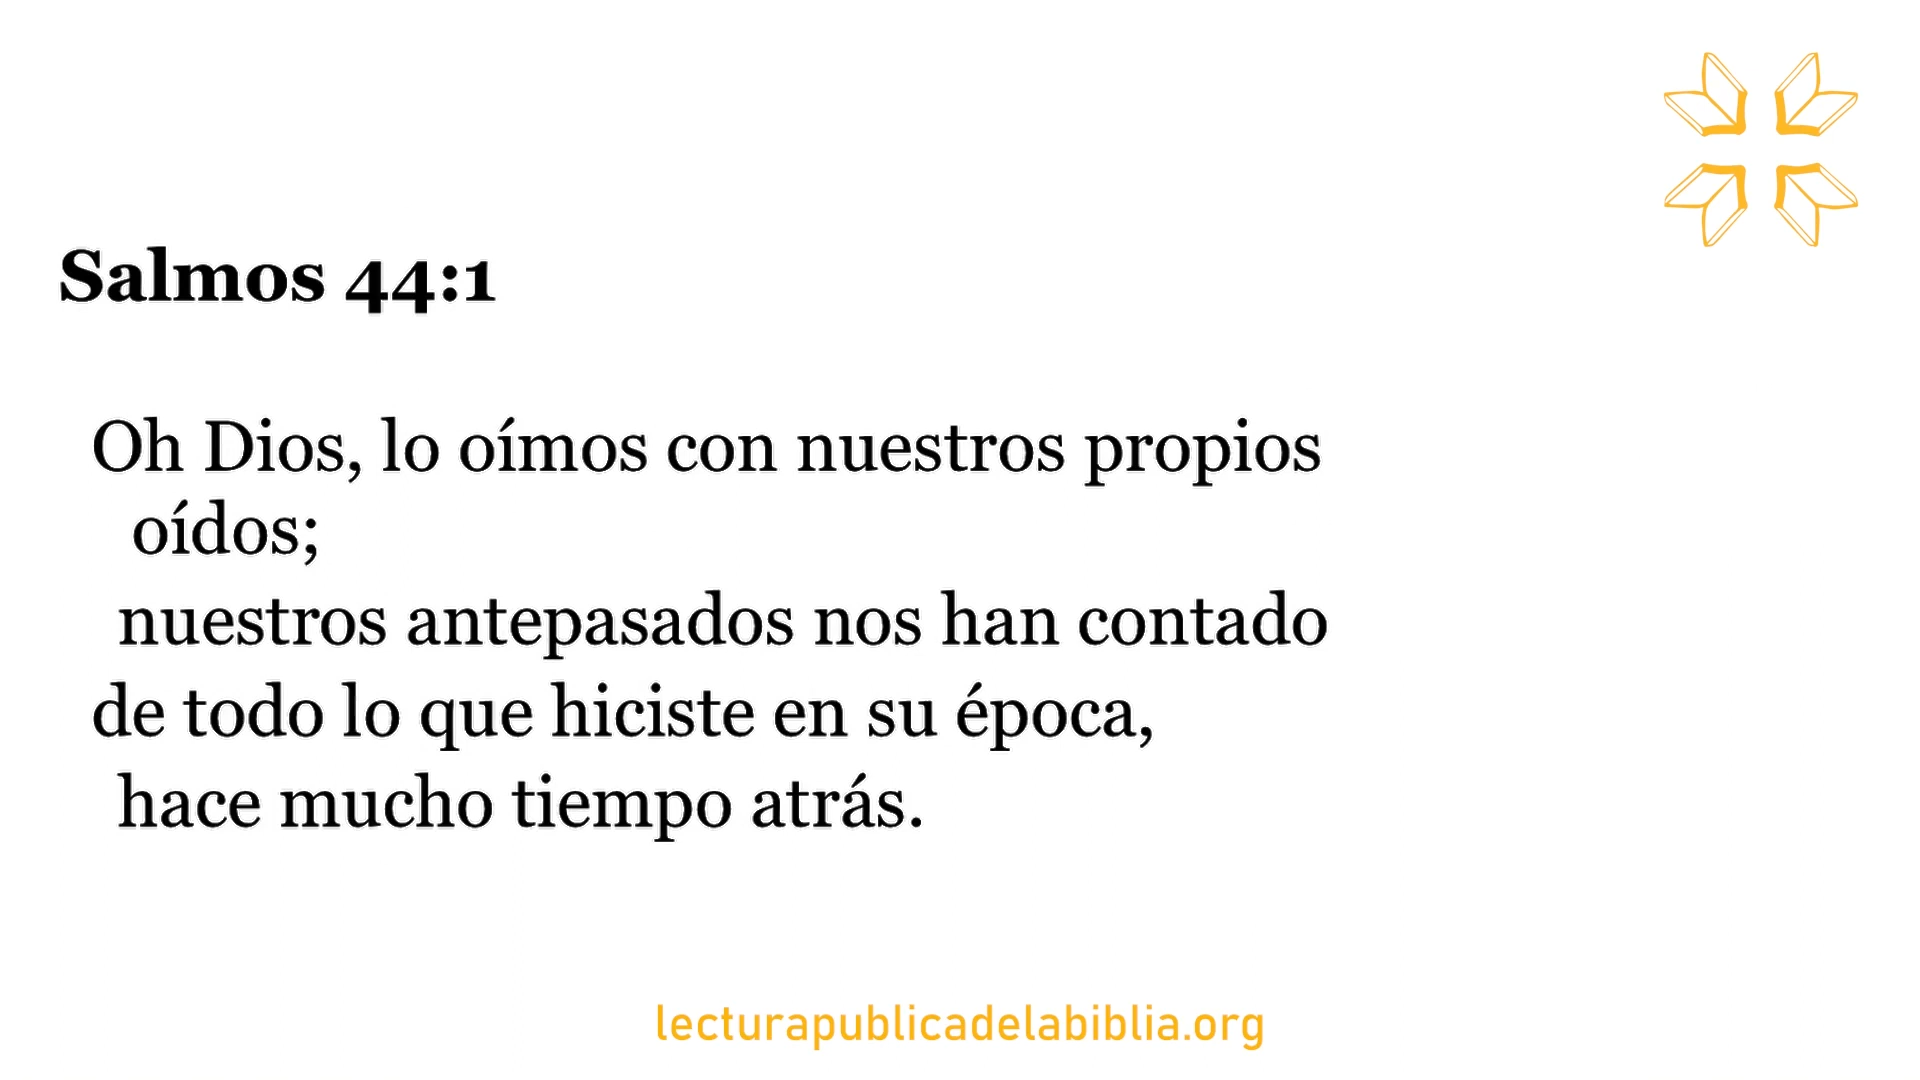 Salmos 44:1
Oh Dios, lo oímos con nuestros propios
oídos;
nuestros antepasados nos han contado
de todo lo que hiciste en su época,
hace mucho tiempo atrás.
lecturapublicadelabiblia.org